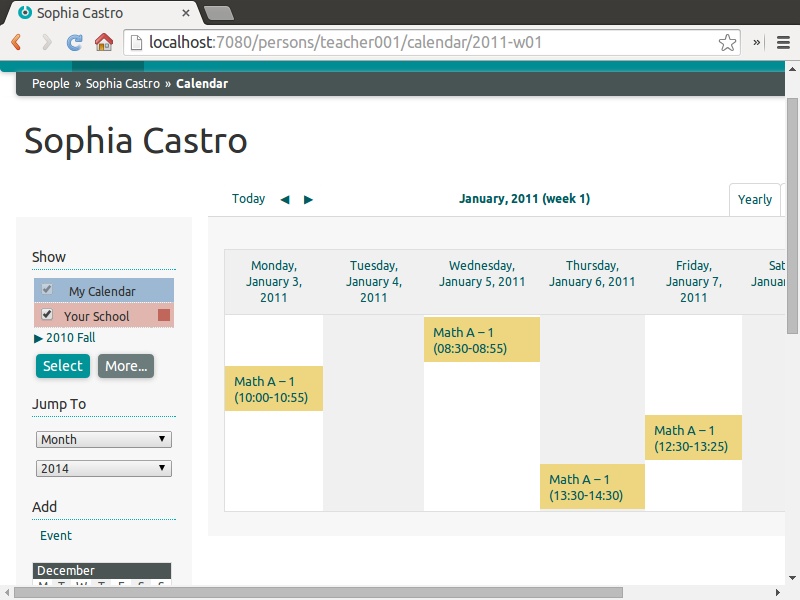 Sophia Castro
localhost:7080/persons/teacher001/calendar/2011-w01
»
People » Sophia Castro » Calendar
Sophia Castro
Today ◀ ▶ January, 2011 (week 1) Yearly
Show
My Calendar
Your School
▶ 2010 Fall
Select More...
Jump To
Month
2014
Add
Event
December
Monday,
January 3,
2011
Tuesday,
January 4,
2011
Wednesday,
January 5, 2011
Thursday,
January 6, 2011
Friday,
January 7,
2011
Math A – 1
(08:30-08:55)
Math A – 1
(10:00-10:55)
Math A – 1
(12:30-13:25)
Math A – 1
(13:30-14:30)